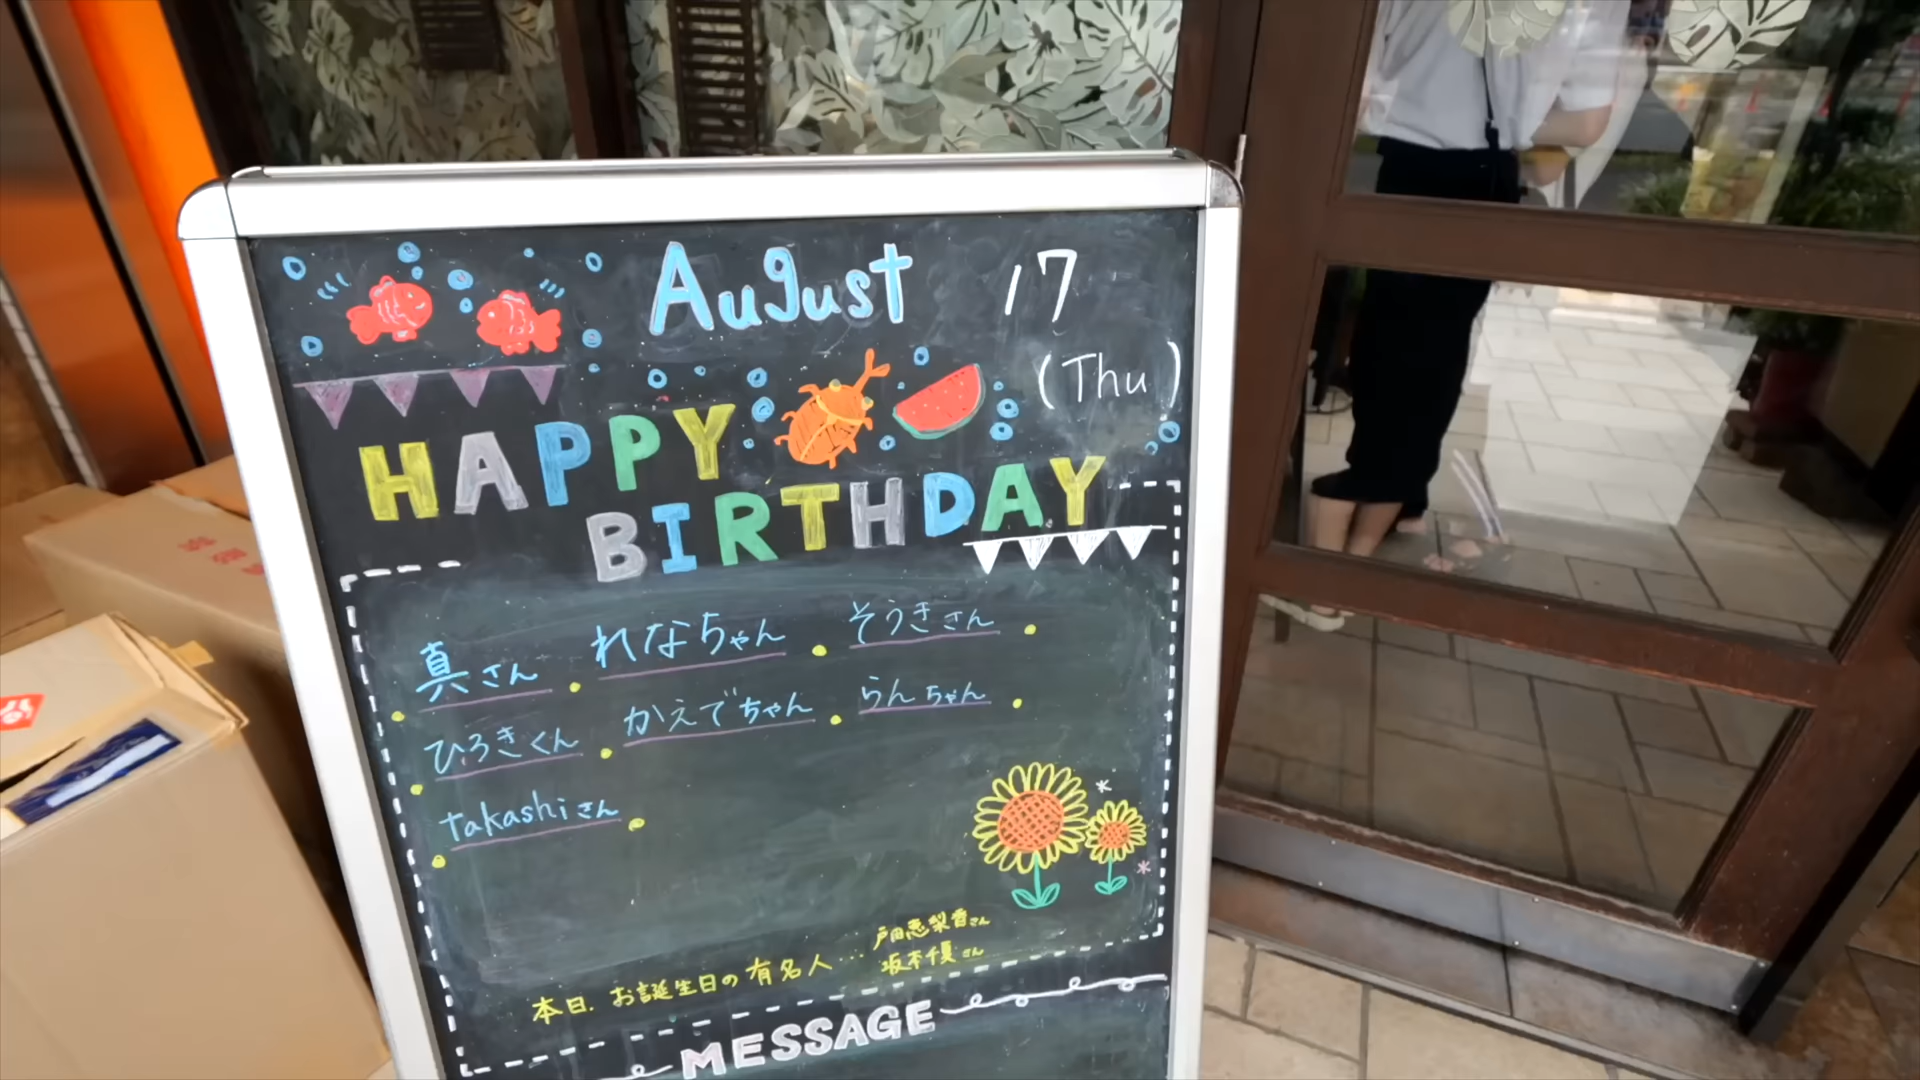 August 17
(Thu)
HAPPY
BIRTHDAY
真さん れなちゃん そうきさん
ひろきくん かえでちゃん らんちゃん
takashiさん
本日、お誕生日の有名人… 戸田恵梨香さん
坂本千夏さん
MESSAGE